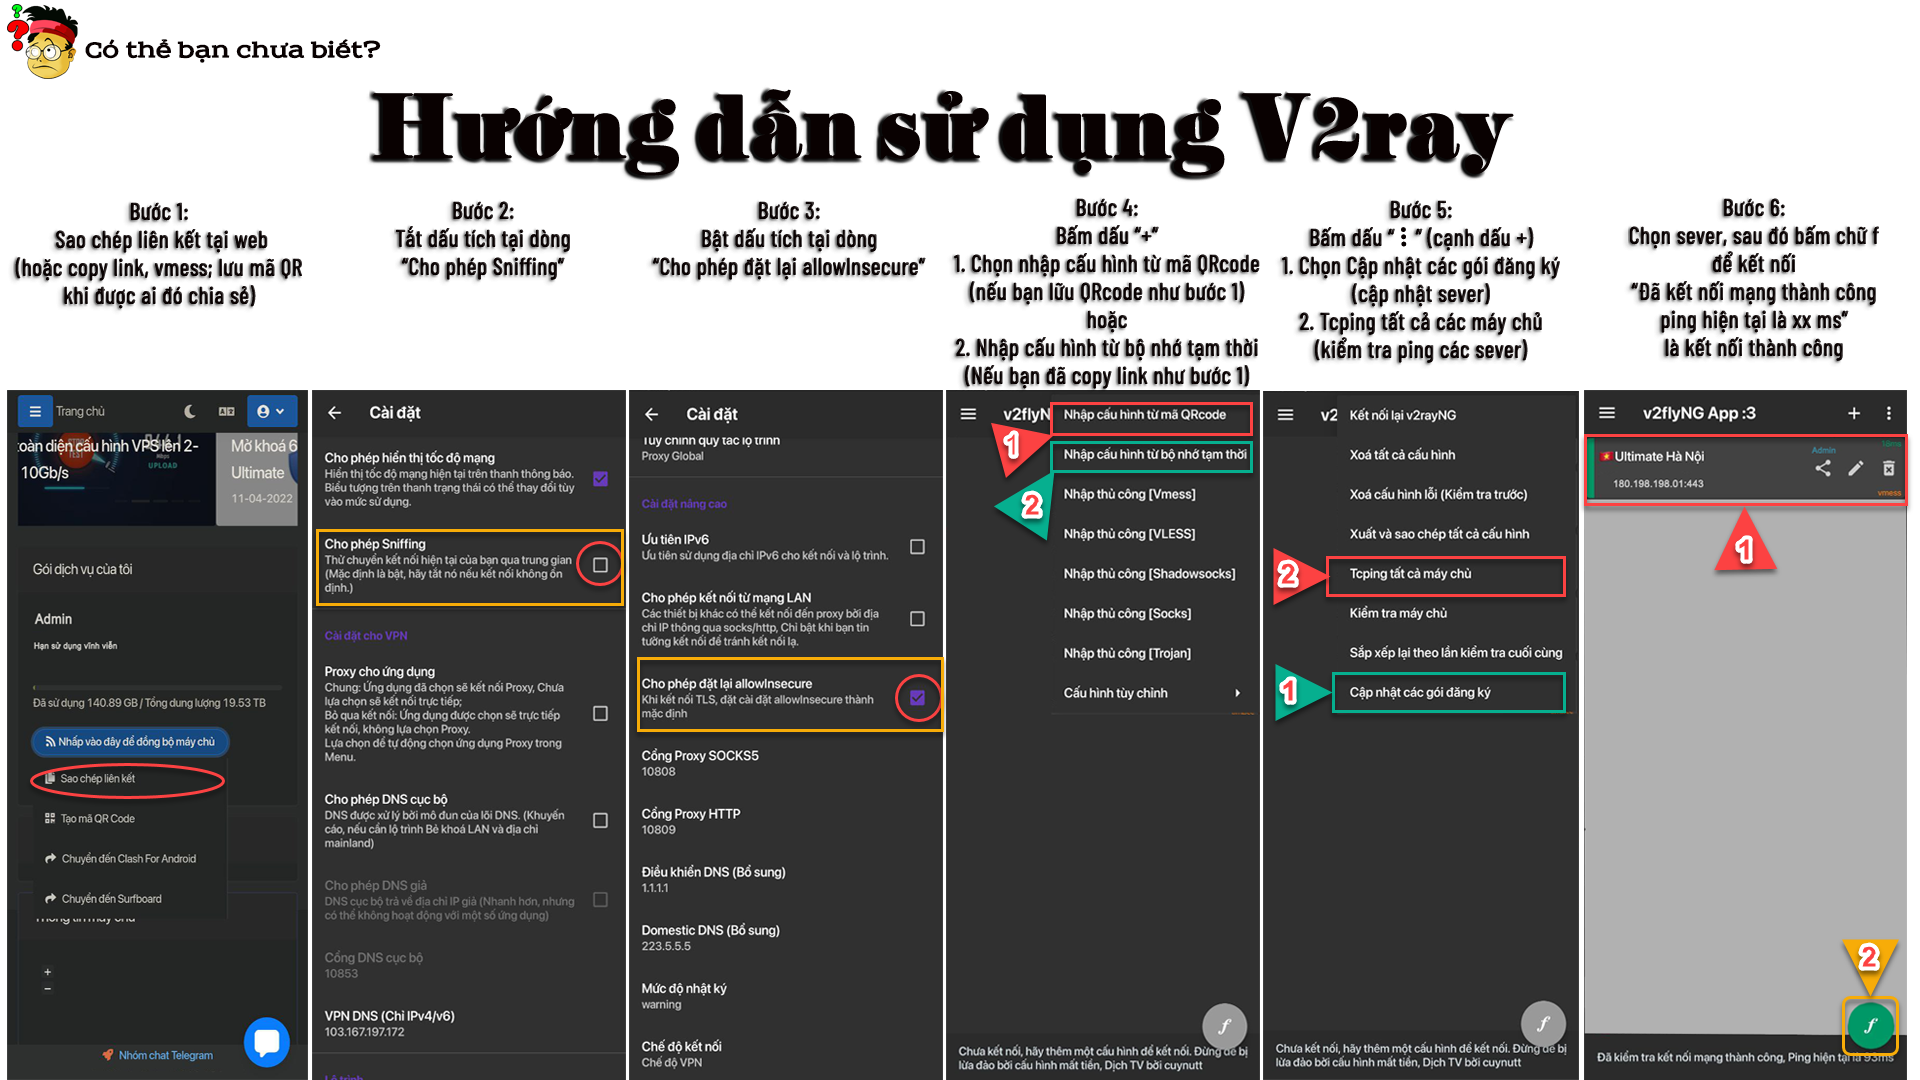 Có thể bạn chưa biết?
Hướng dẫn sử dụng V2ray
Bước 1:
Sao chép liên kết tại web
(hoặc copy link, vmess; lưu mã QR
khi được ai đó chia sẻ)
Bước 2:
Tắt dấu tích tại dòng
“Cho phép Sniffing”
Bước 3:
Bật dấu tích tại dòng
“Cho phép đặt lại allowInsecure”
Bước 4:
Bấm dấu “+”
1. Chọn nhập cấu hình từ mã QRcode
(nếu bạn lữu QRcode như bước 1)
hoặc
2. Nhập cấu hình từ bộ nhớ tạm thời
(Nếu bạn đã copy link như bước 1)
Bước 5:
Bấm dấu “ ⋮ ” (cạnh dấu +)
1. Chọn Cập nhật các gói đăng ký
(cập nhật sever)
2. Tcping tất cả các máy chủ
(kiểm tra ping các sever)
Bước 6:
Chọn sever, sau đó bấm chữ f
để kết nối
“Đã kết nối mạng thành công
ping hiện tại là xx ms”
là kết nối thành công
Trang chủ
toàn diện cấu hình VPS lên 2-
10Gb/s
UPLOAD
Mở khoá 6
Ultimate
11-04-2022
Gói dịch vụ của tôi
Admin
Hạn sử dụng vĩnh viễn
Đã sử dụng 140.89 GB / Tổng dung lượng 19.53 TB
Nhấp vào đây để đồng bộ máy chủ
Sao chép liên kết
Tạo mã QR Code
Chuyển đến Clash For Android
Chuyển đến Surfboard
Thông tin máy chủ
+
−
Nhóm chat Telegram
Cài đặt
Cho phép hiển thị tốc độ mạng
Hiển thị tốc độ mạng hiện tại trên thanh thông báo.
Biểu tượng trên thanh trạng thái có thể thay đổi tùy
vào mức sử dụng.
Cho phép Sniffing
Thử chuyển kết nối hiện tại của bạn qua trung gian
(Mặc định là bật, hãy tắt nó nếu kết nối không ổn
định.)
Cài đặt cho VPN
Proxy cho ứng dụng
Chung: Ứng dụng đã chọn sẽ kết nối Proxy, Chưa
lựa chọn sẽ kết nối trực tiếp;
Bỏ qua kết nối: Ứng dụng được chọn sẽ trực tiếp
kết nối, không lựa chọn Proxy.
Lựa chọn để tự động chọn ứng dụng Proxy trong
Menu.
Cho phép DNS cục bộ
DNS được xử lý bởi mô đun của lõi DNS. (Khuyến
cáo, nếu cần lộ trình Bẻ khoá LAN và địa chỉ
mainland)
Cho phép DNS giả
DNS cục bộ trả về địa chỉ IP giả (Nhanh hơn, nhưng
có thể không hoạt động với một số ứng dụng)
Cổng DNS cục bộ
10853
VPN DNS (Chỉ IPv4/v6)
103.167.197.172
Lộ trình
Cài đặt
Tuỳ chỉnh quy tắc lộ trình
Proxy Global
Cài đặt nâng cao
Ưu tiên IPv6
Ưu tiên sử dụng địa chỉ IPv6 cho kết nối và lộ trình.
Cho phép kết nối từ mạng LAN
Các thiết bị khác có thể kết nối đến proxy bởi địa
chỉ IP thông qua socks/http, Chỉ bật khi bạn tin
tưởng kết nối để tránh kết nối lạ.
Cho phép đặt lại allowInsecure
Khi kết nối TLS, đặt cài đặt allowInsecure thành
mặc định
Cổng Proxy SOCKS5
10808
Cổng Proxy HTTP
10809
Điều khiển DNS (Bổ sung)
1.1.1.1
Domestic DNS (Bổ sung)
223.5.5.5
Mức độ nhật ký
warning
Chế độ kết nối
Chế độ VPN
v2flyN
Nhập cấu hình từ mã QRcode
1
Nhập cấu hình từ bộ nhớ tạm thời
2
Nhập thủ công [Vmess]
Nhập thủ công [VLESS]
Nhập thủ công [Shadowsocks]
Nhập thủ công [Socks]
Nhập thủ công [Trojan]
Cấu hình tùy chỉnh
f
Chưa kết nối, hãy thêm một cấu hình để kết nối. Đừng để bị
lừa đảo bởi cấu hình mất tiền, Dịch TV bởi cuynutt
v2
Kết nối lại v2rayNG
Xoá tất cả cấu hình
Xoá cấu hình lỗi (Kiểm tra trước)
Xuất và sao chép tất cả cấu hình
2
Tcping tất cả máy chủ
Kiểm tra máy chủ
Sắp xếp lại theo lần kiểm tra cuối cùng
1
Cập nhật các gói đăng ký
f
Chưa kết nối, hãy thêm một cấu hình để kết nối. Đừng để bị
lừa đảo bởi cấu hình mất tiền, Dịch TV bởi cuynutt
v2flyNG App :3
Ultimate Hà Nội
Admin
180.198.198.01:443
vmess
1
2
f
Đã kiểm tra kết nối mạng thành công, Ping hiện tại là 93ms